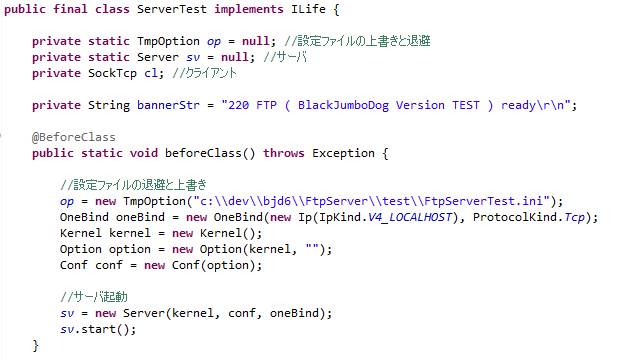 public final class ServerTest implements ILife {
private static TmpOption op = null; //設定ファイルの上書きと退避
private static Server sv = null; //サーバ
private SockTcp cl; //クライアント
private String bannerStr = "220 FTP ( BlackJumboDog Version TEST ) ready\r\n";
@BeforeClass
public static void beforeClass() throws Exception {
//設定ファイルの退避と上書き
op = new TmpOption("c:\\dev\\bjd6\\FtpServer\\test\\FtpServerTest.ini");
OneBind oneBind = new OneBind(new Ip(IpKind.V4_LOCALHOST), ProtocolKind.Tcp);
Kernel kernel = new Kernel();
Option option = new Option(kernel, "");
Conf conf = new Conf(option);
//サーバ起動
sv = new Server(kernel, conf, oneBind);
sv.start();
}